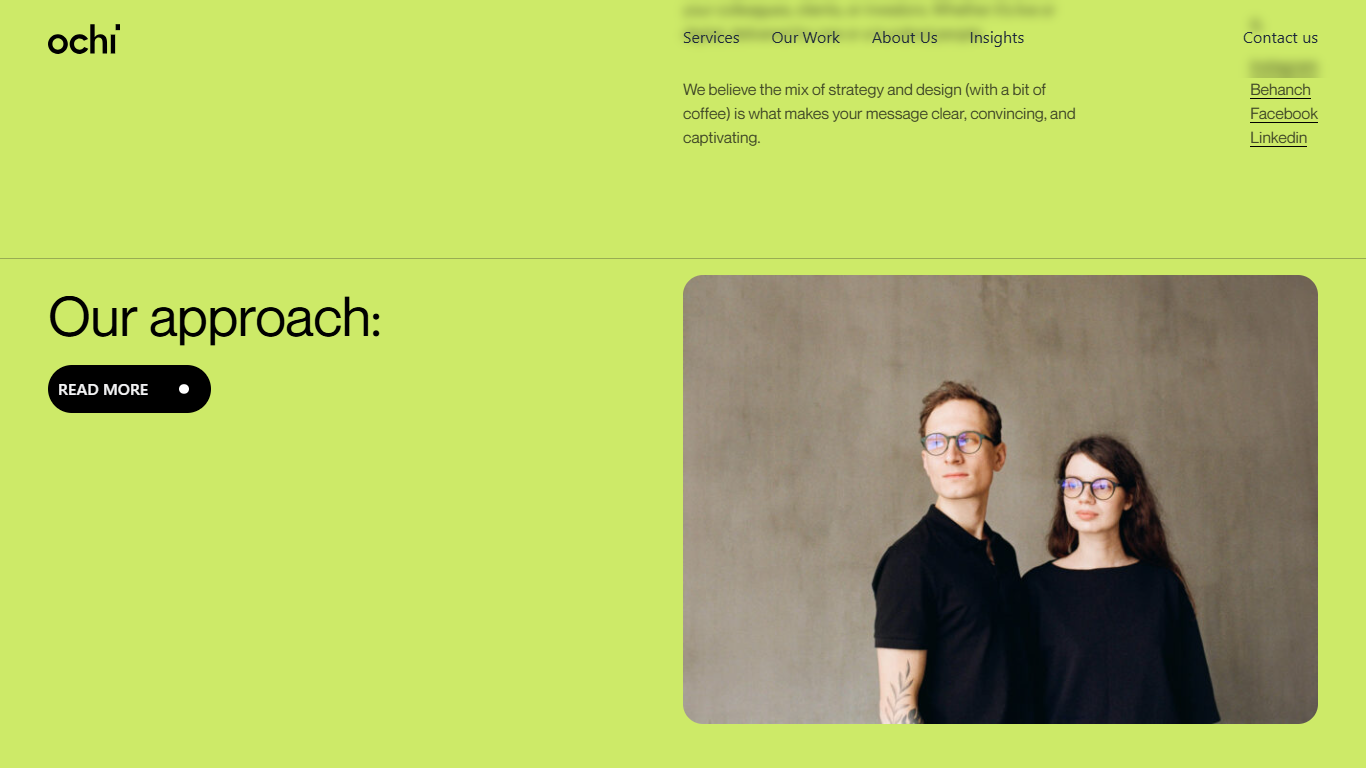 ochi
Services Our Work About Us Insights Contact us
We believe the mix of strategy and design (with a bit of
coffee) is what makes your message clear, convincing, and
captivating.
Behanch
Facebook
Linkedin
Our approach:
READ MORE